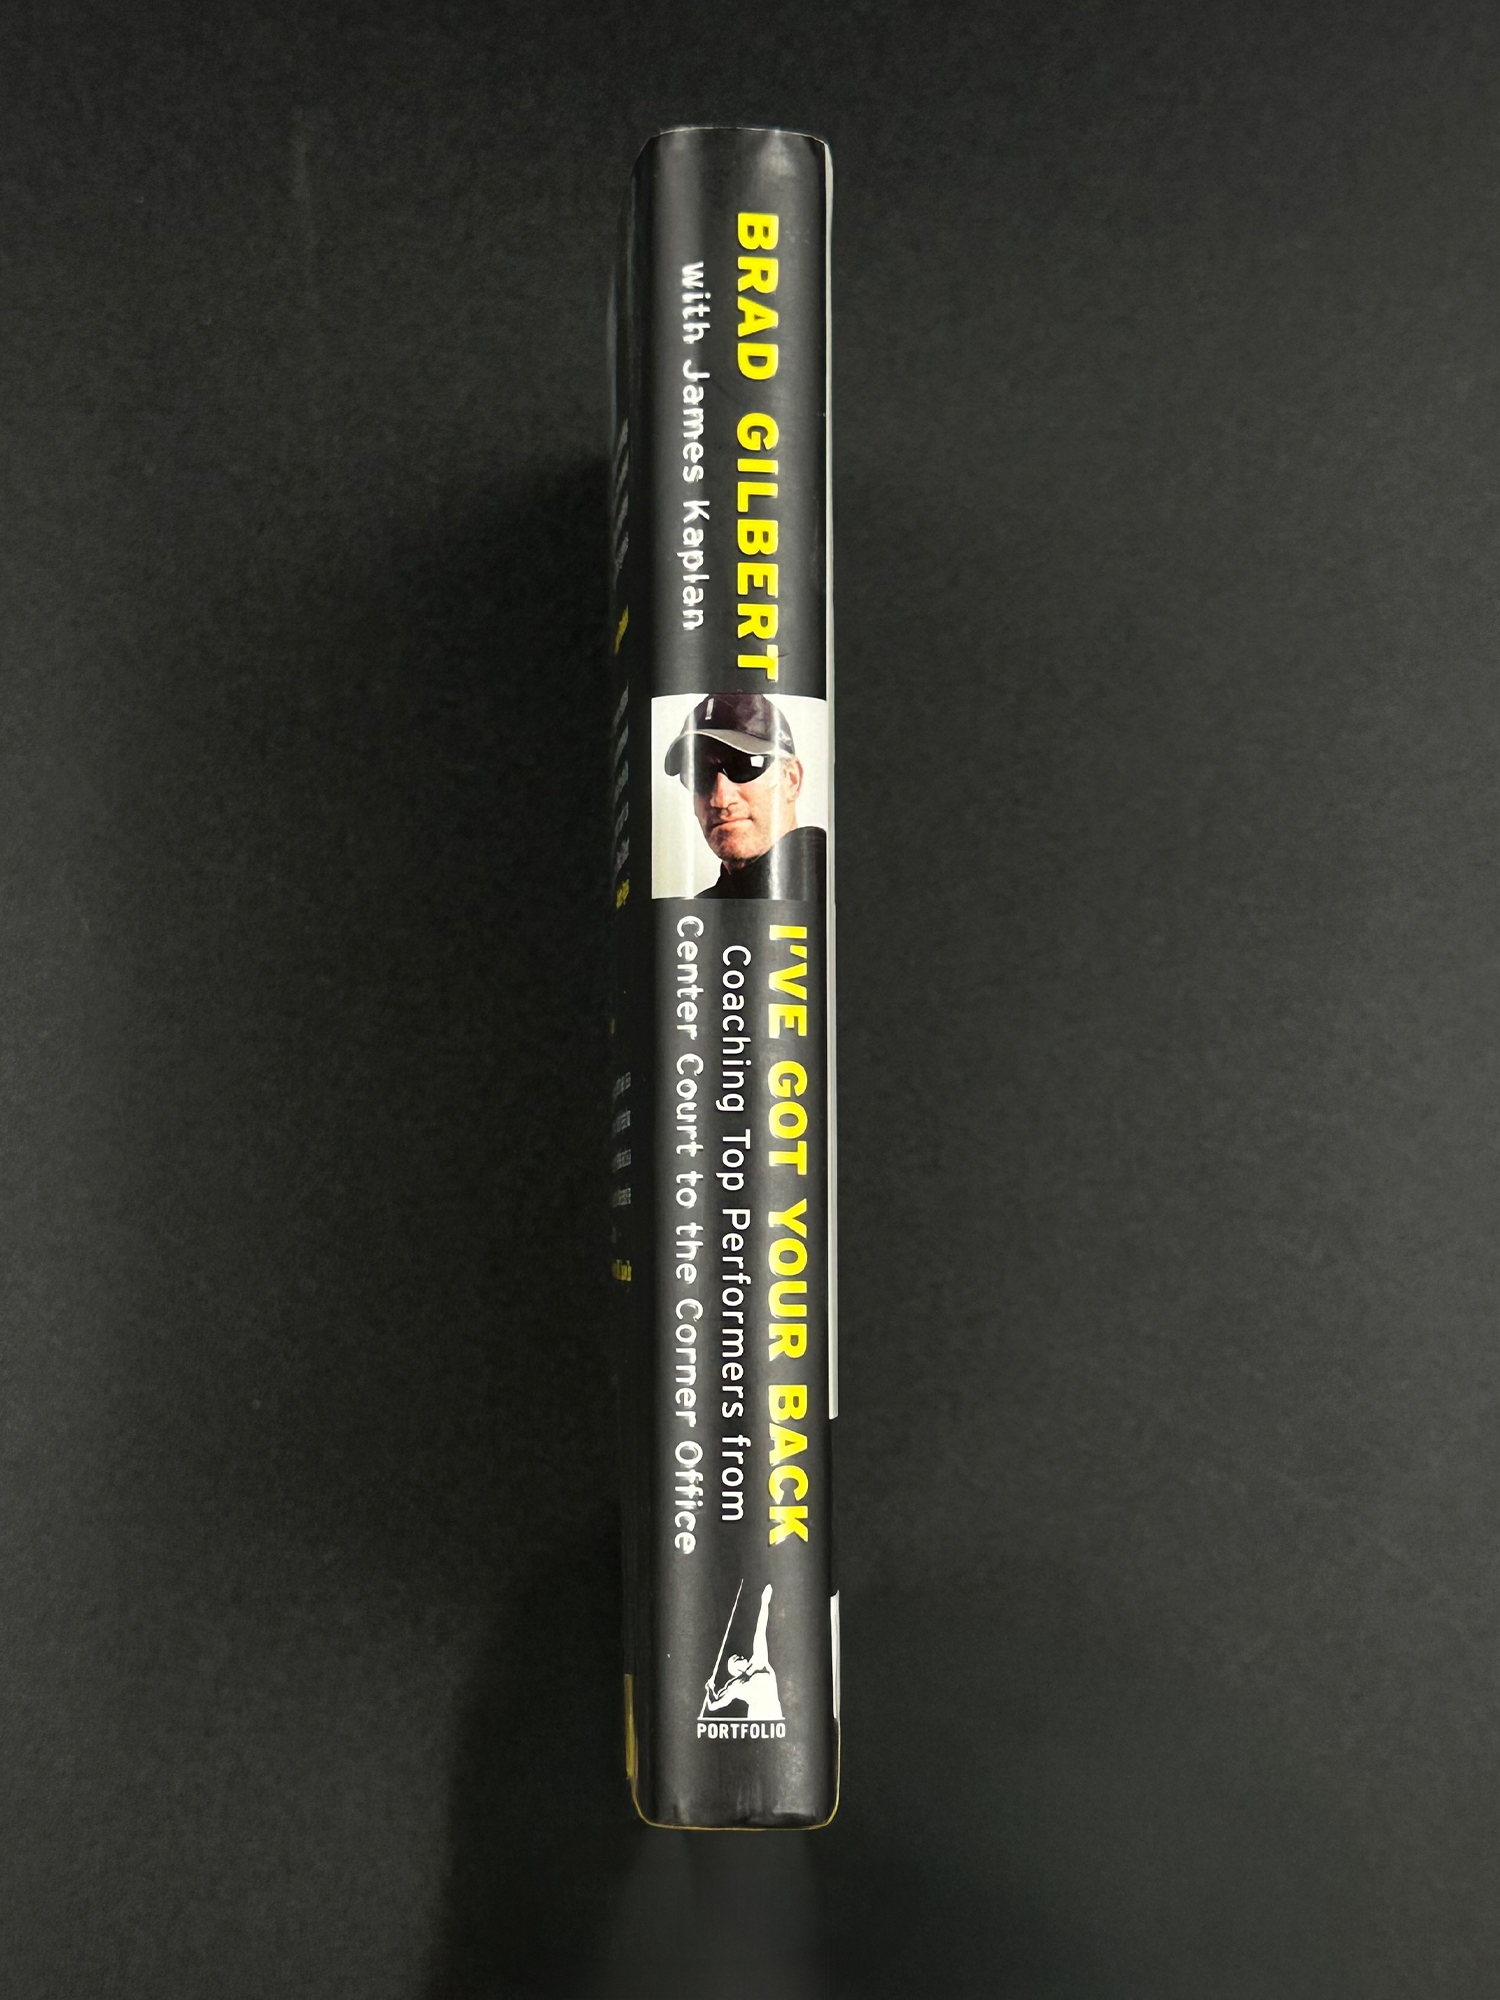 BRAD GILBERT
with James Kaplan
I'VE GOT YOUR BACK
Coaching Top Performers from
Center Court to the Corner Office
PORTFOLIO